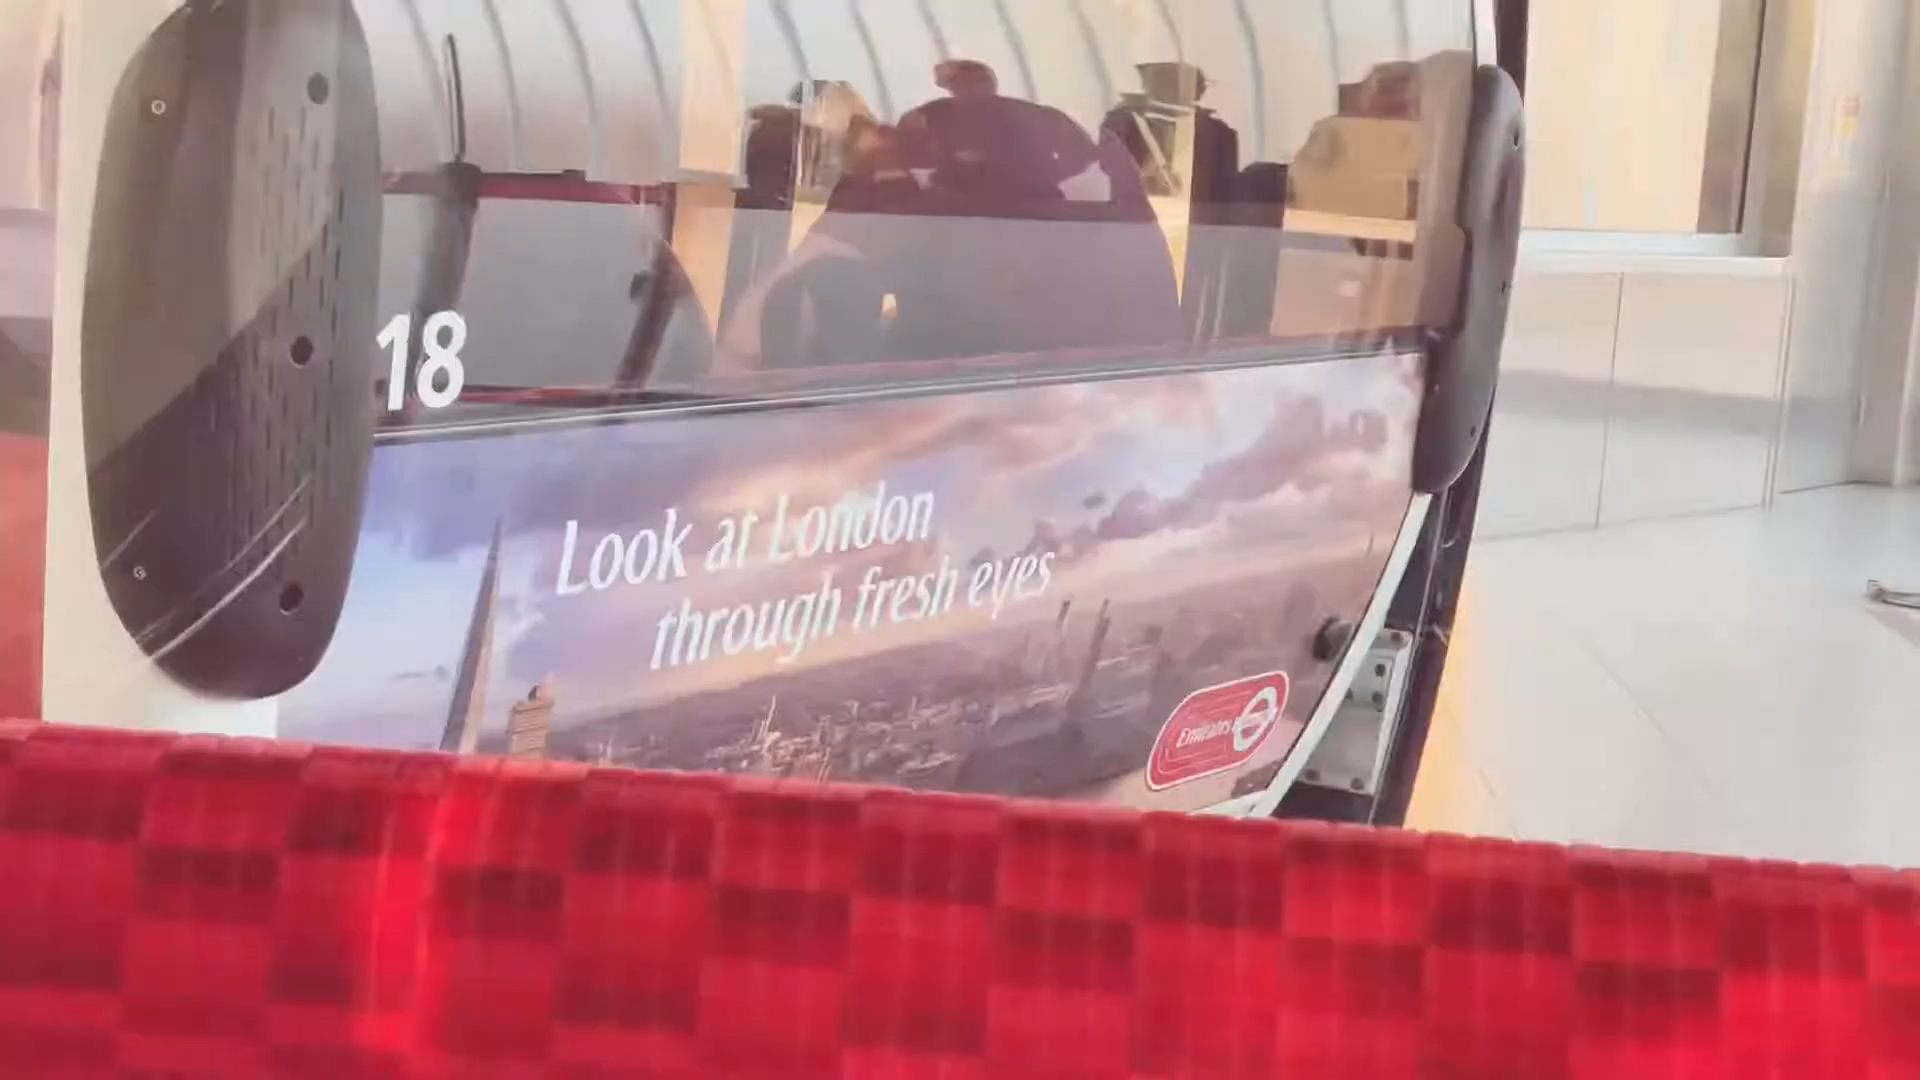 18
Look at London
through fresh eyes
Emirates